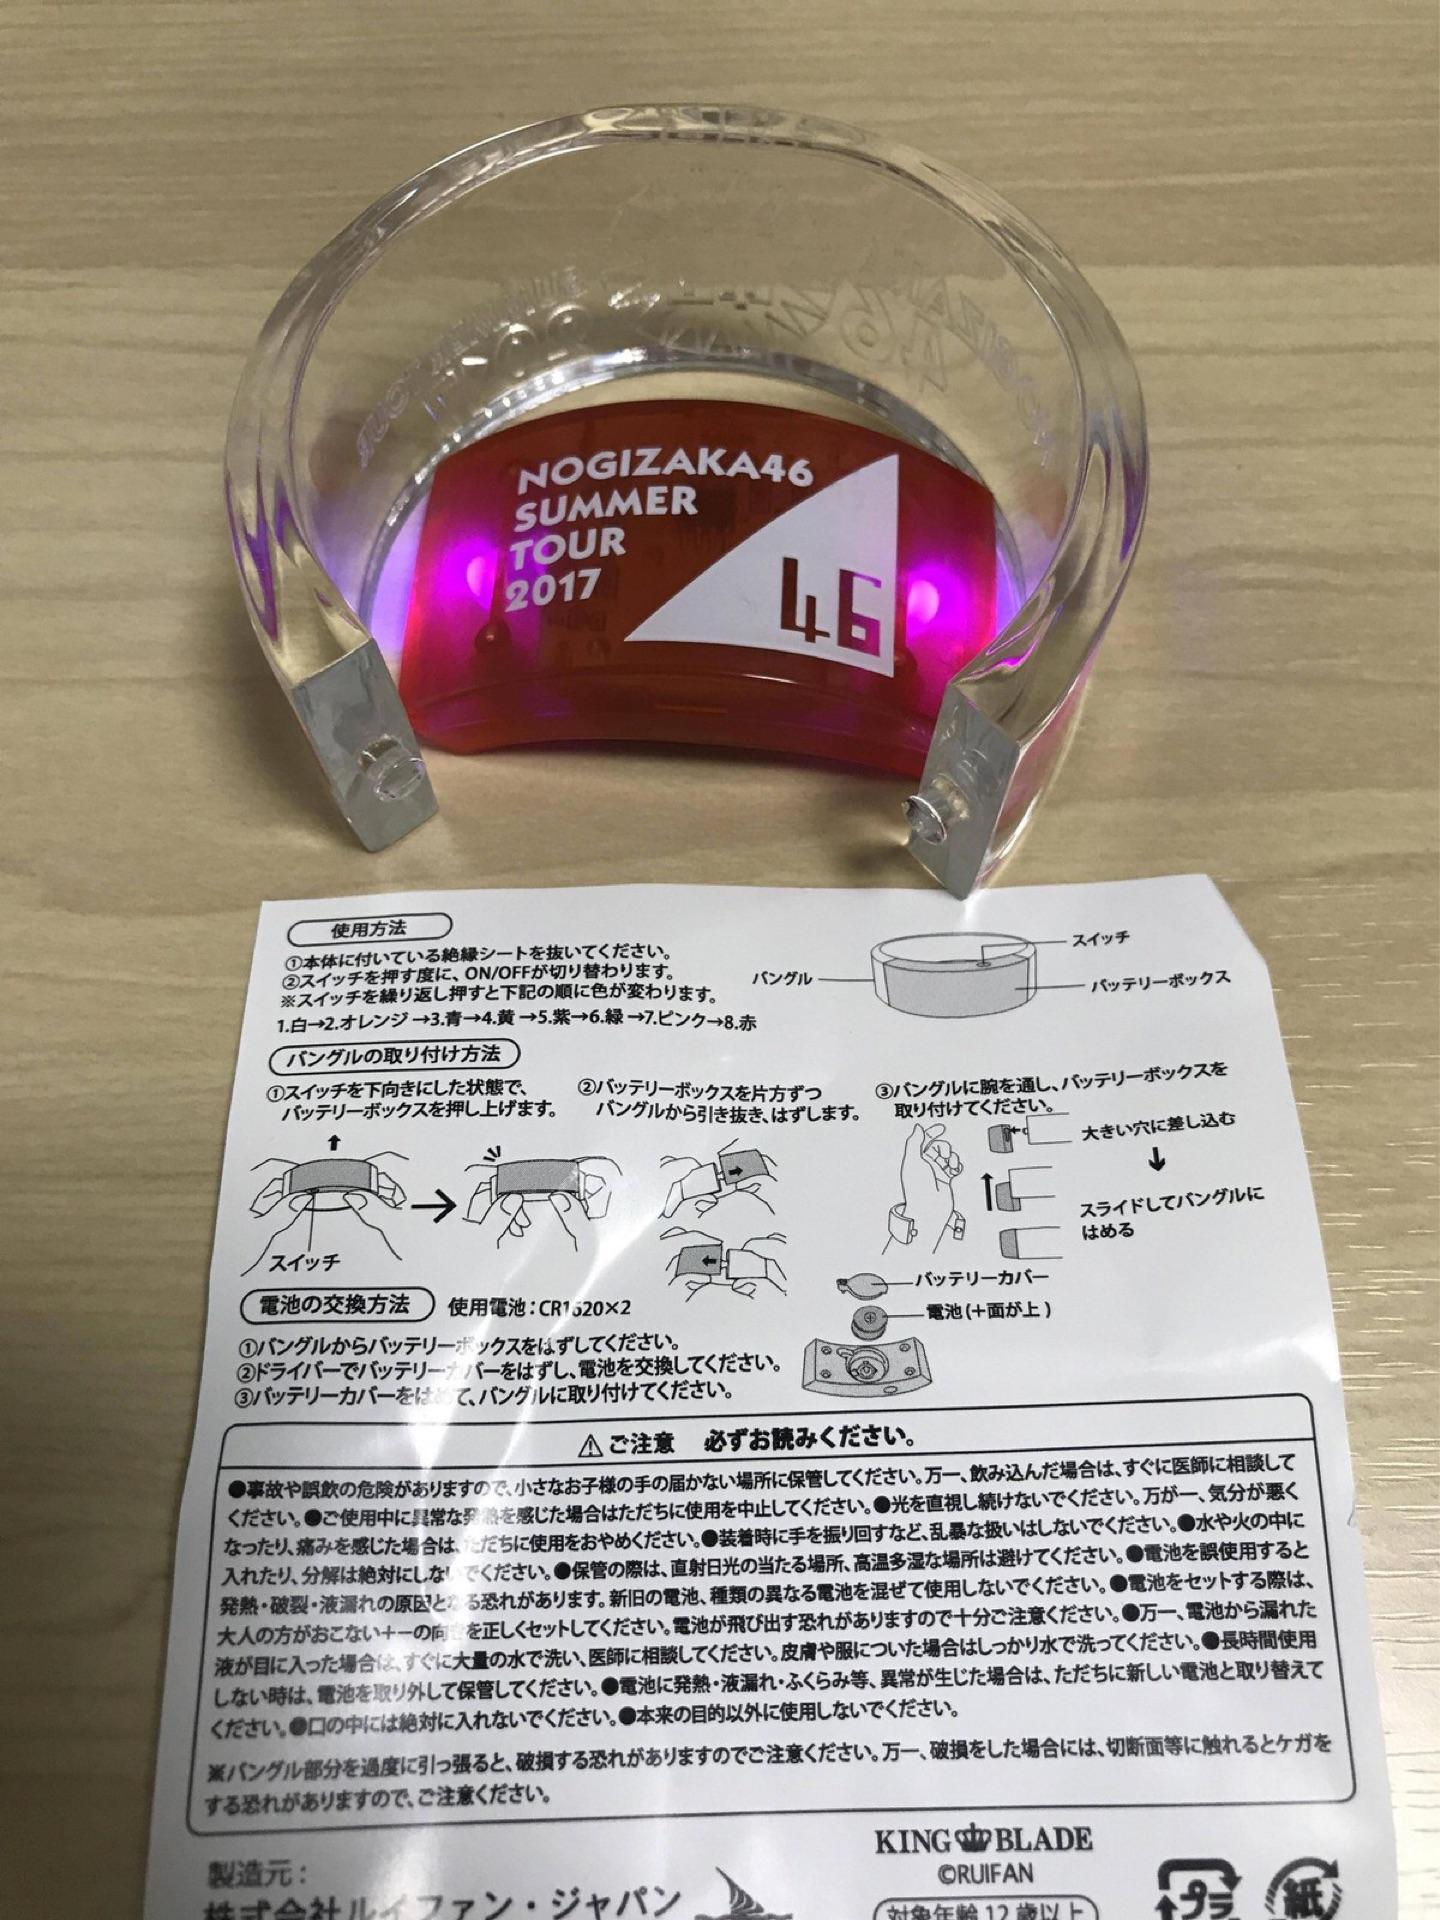 NOGIZAKA46
SUMMER
TOUR
2017
46
使用方法
①本体に付いている絶縁シートを抜いてください。
②スイッチを押す度に、ON/OFFが切り替わります。
※スイッチを繰り返し押すと下記の順に色が変わります。
1.白→2.オレンジ→3.青→4.黄→5.紫→6.緑→7.ピンク→8.赤
スイッチ
バングル
バッテリーボックス
バングルの取り付け方法
①スイッチを下向きにした状態で、
バッテリーボックスを押し上げます。
②バッテリーボックスを片方ずつ
バングルから引き抜き、はずします。
③バングルに腕を通し、バッテリーボックスを
取り付けてください。
大きい穴に差し込む
スライドしてバングルに
はめる
スイッチ
電池の交換方法 使用電池：CR1620×2
①バングルからバッテリーボックスをはずしてください。
②ドライバーでバッテリーカバーをはずし、電池を交換してください。
③バッテリーカバーをはめて、バングルに取り付けてください。
バッテリーカバー
電池(＋面が上)
⚠ご注意 必ずお読みください。
●事故や誤飲の危険がありますので、小さなお子様の手の届かない場所に保管してください。万一、飲み込んだ場合は、すぐに医師に相談して
ください。●ご使用中に異常な発熱を感じた場合はただちに使用を中止してください。●光を直視し続けないでください。万が一、気分が悪く
なったり、痛みを感じた場合は、ただちに使用をおやめください。●装着時に手を振り回すなど、乱暴な扱いはしないでください。●水や火の中に
入れたり、分解は絶対にしないでください。●保管の際は、直射日光の当たる場所、高温多湿な場所は避けてください。●電池を誤使用すると
発熱・破裂・液漏れの原因となる恐れがあります。新旧の電池、種類の異なる電池を混ぜて使用しないでください。●電池をセットする際は、
大人の方がおこない＋－の向きを正しくセットしてください。電池が飛び出す恐れがありますので十分ご注意ください。●万一、電池から漏れた
液が目に入った場合は、すぐに大量の水で洗い、医師に相談してください。皮膚や服についた場合はしっかり水で洗ってください。●長時間使用
しない時は、電池を取り外して保管してください。●電池に発熱・液漏れ・ふくらみ等、異常が生じた場合は、ただちに新しい電池と取り替えて
ください。●口の中には絶対に入れないでください。●本来の目的以外に使用しないでください。
※バングル部分を過度に引っ張ると、破損する恐れがありますのでご注意ください。万一、破損をした場合には、切断面等に触れるとケガを
する恐れがありますので、ご注意ください。
製造元：
株式会社ルイファン・ジャパン
KING BLADE
©RUIFAN
対象年齢12歳以上
プラ
紙